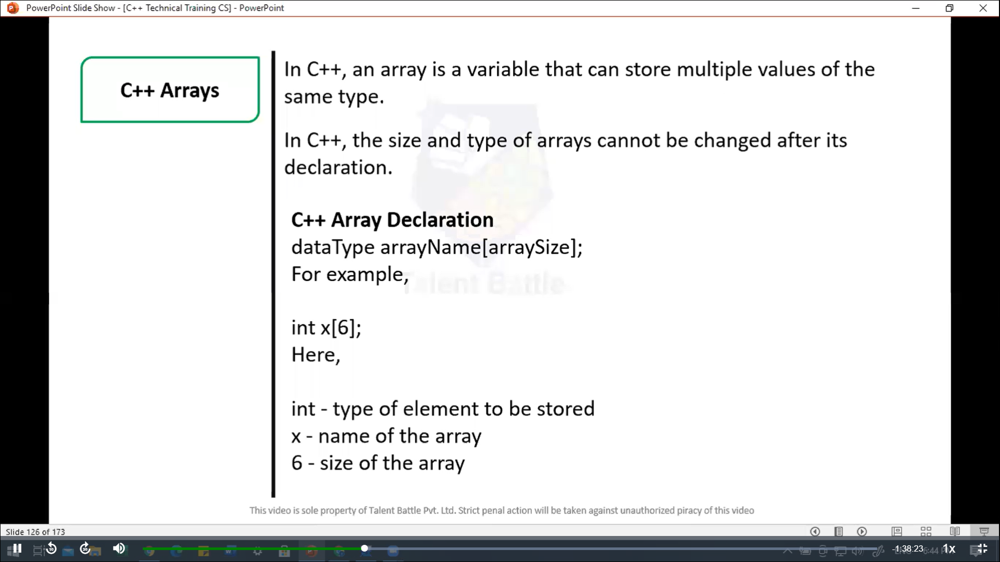 PowerPoint Slide Show - [C++ Technical Training CS] - PowerPoint
C++ Arrays
In C++, an array is a variable that can store multiple values of the
same type.
In C++, the size and type of arrays cannot be changed after its
declaration.
C++ Array Declaration
dataType arrayName[arraySize];
For example,
Talent Battle
int x[6];
Here,
int - type of element to be stored
x - name of the array
6 - size of the array
This video is sole property of Talent Battle Pvt. Ltd. Strict penal action will be taken against unauthorized piracy of this video
Slide 126 of 173
10
30
-1:38:23
1x